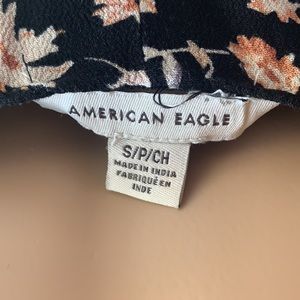 AMERICAN EAGLE
S/P/CH
MADE IN INDIA
FABRIQUÉ EN
INDE